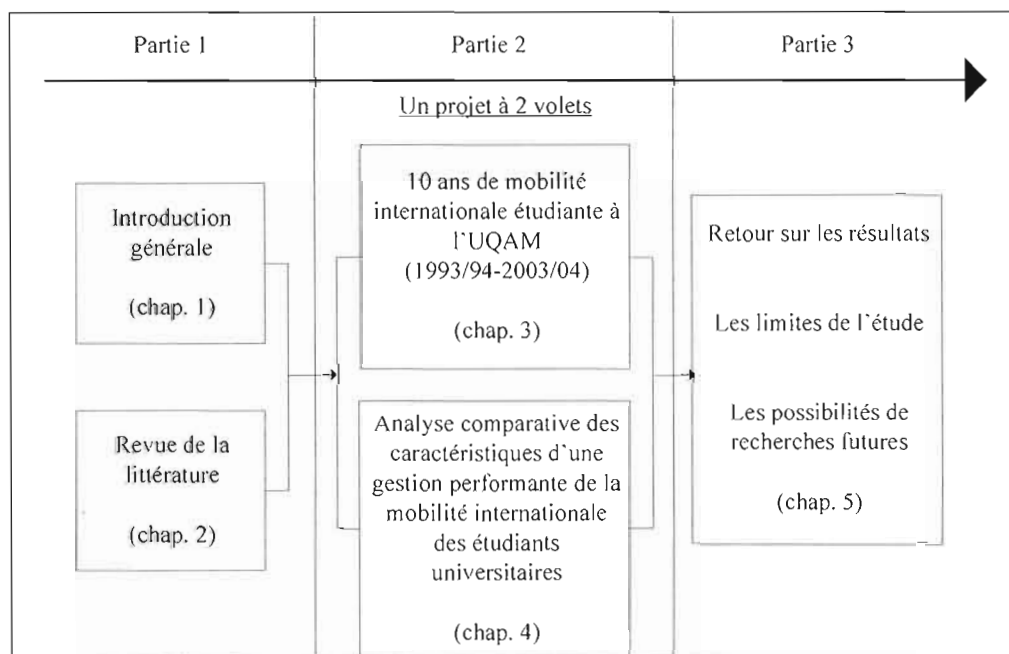 Partie 1
Partie 2
Partie 3
Un projet à 2 volets
Introduction
générale
(chap. 1)
Revue de la
littérature
(chap. 2)
10 ans de mobilité
internationale étudiante à
l'UQAM
(1993/94-2003/04)
(chap. 3)
Analyse comparative des
caractéristiques d'une
gestion performante de la
mobilité internationale
des étudiants
universitaires
(chap. 4)
Retour sur les résultats
Les limites de l'étude
Les possibilités de
recherches futures
(chap. 5)